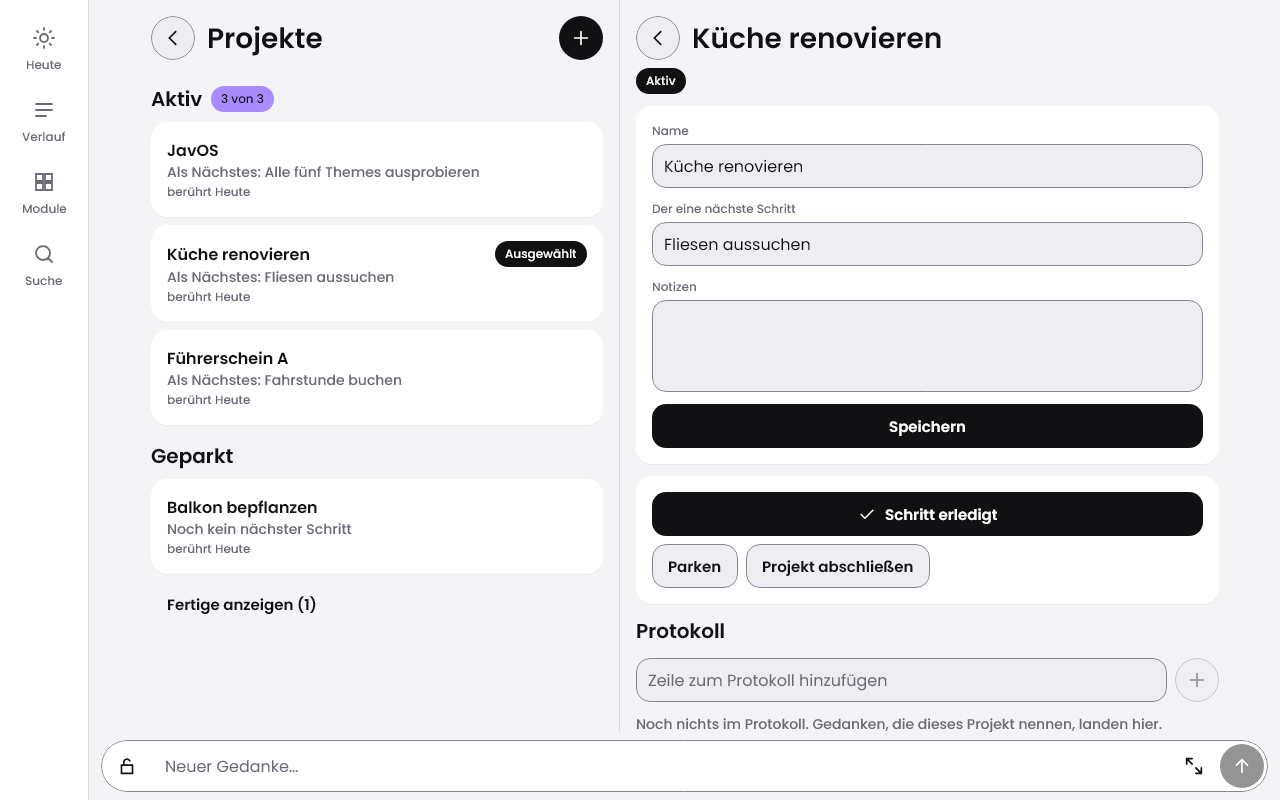 Heute
Verlauf
Module
Suche
Projekte
Aktiv
3 von 3
JavOS
Als Nächstes: Alle fünf Themes ausprobieren
berührt Heute
Küche renovieren
Ausgewählt
Als Nächstes: Fliesen aussuchen
berührt Heute
Führerschein A
Als Nächstes: Fahrstunde buchen
berührt Heute
Geparkt
Balkon bepflanzen
Noch kein nächster Schritt
berührt Heute
Fertige anzeigen (1)
Küche renovieren
Aktiv
Name
Küche renovieren
Der eine nächste Schritt
Fliesen aussuchen
Notizen
Speichern
Schritt erledigt
Parken
Projekt abschließen
Protokoll
Zeile zum Protokoll hinzufügen
Noch nichts im Protokoll. Gedanken, die dieses Projekt nennen, landen hier.
Neuer Gedanke…